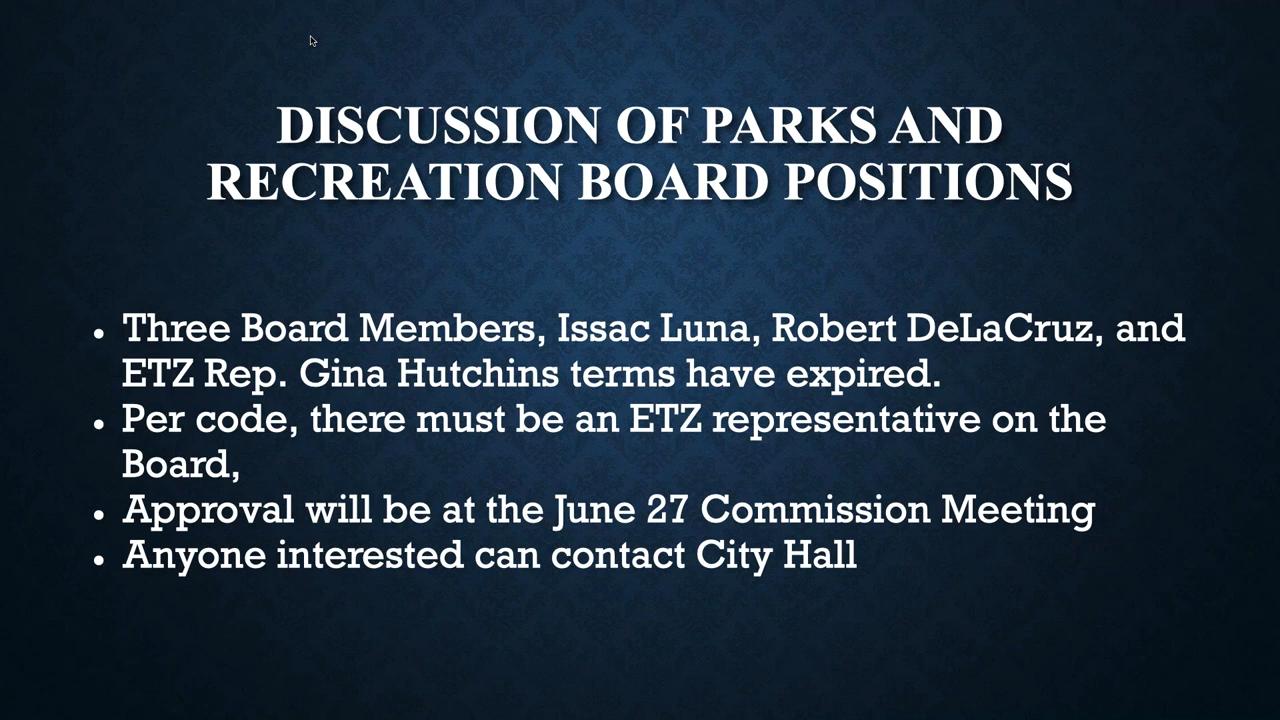 DISCUSSION OF PARKS AND
RECREATION BOARD POSITIONS
• Three Board Members, Issac Luna, Robert DeLaCruz, and
ETZ Rep. Gina Hutchins terms have expired.
• Per code, there must be an ETZ representative on the
Board,
• Approval will be at the June 27 Commission Meeting
• Anyone interested can contact City Hall